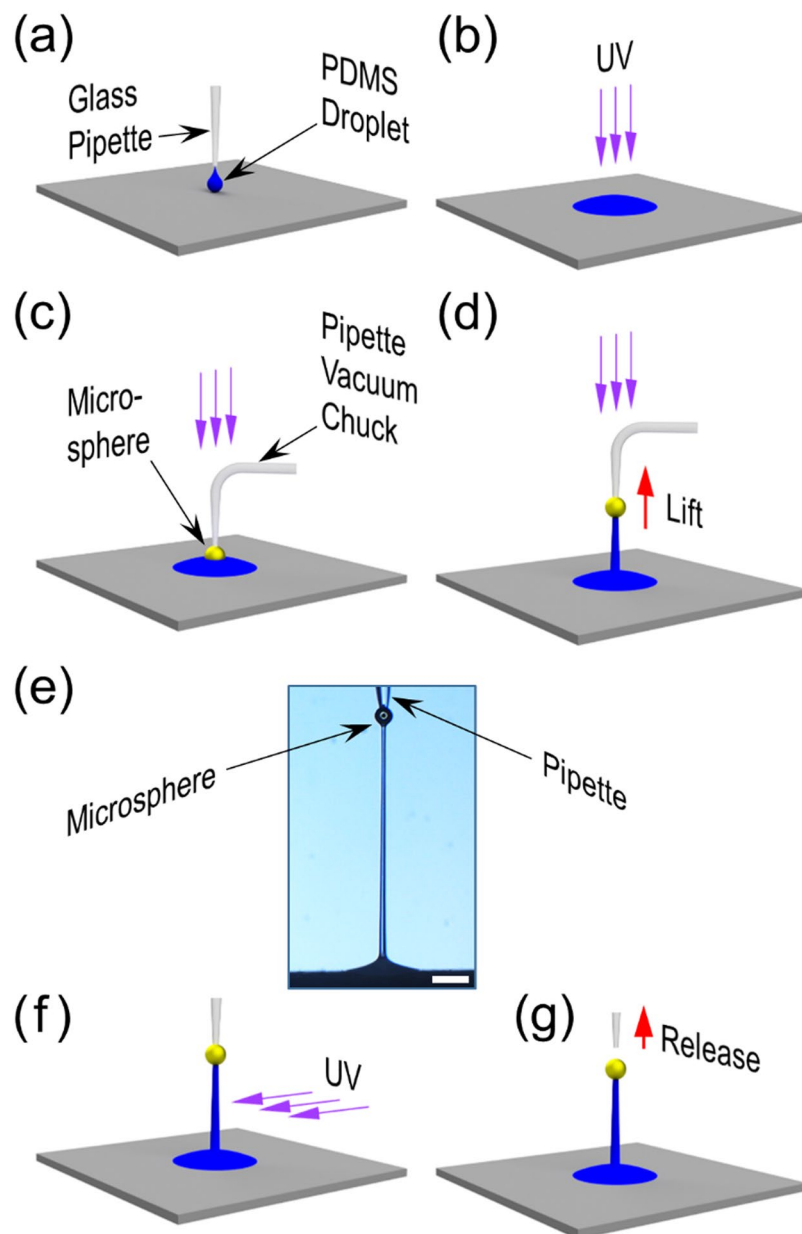 (a)
Glass
Pipette
PDMS
Droplet
(b)
UV
(c)
Micro-
sphere
Pipette
Vacuum
Chuck
(d)
Lift
(e)
Microsphere
Pipette
(f)
UV
(g)
Release